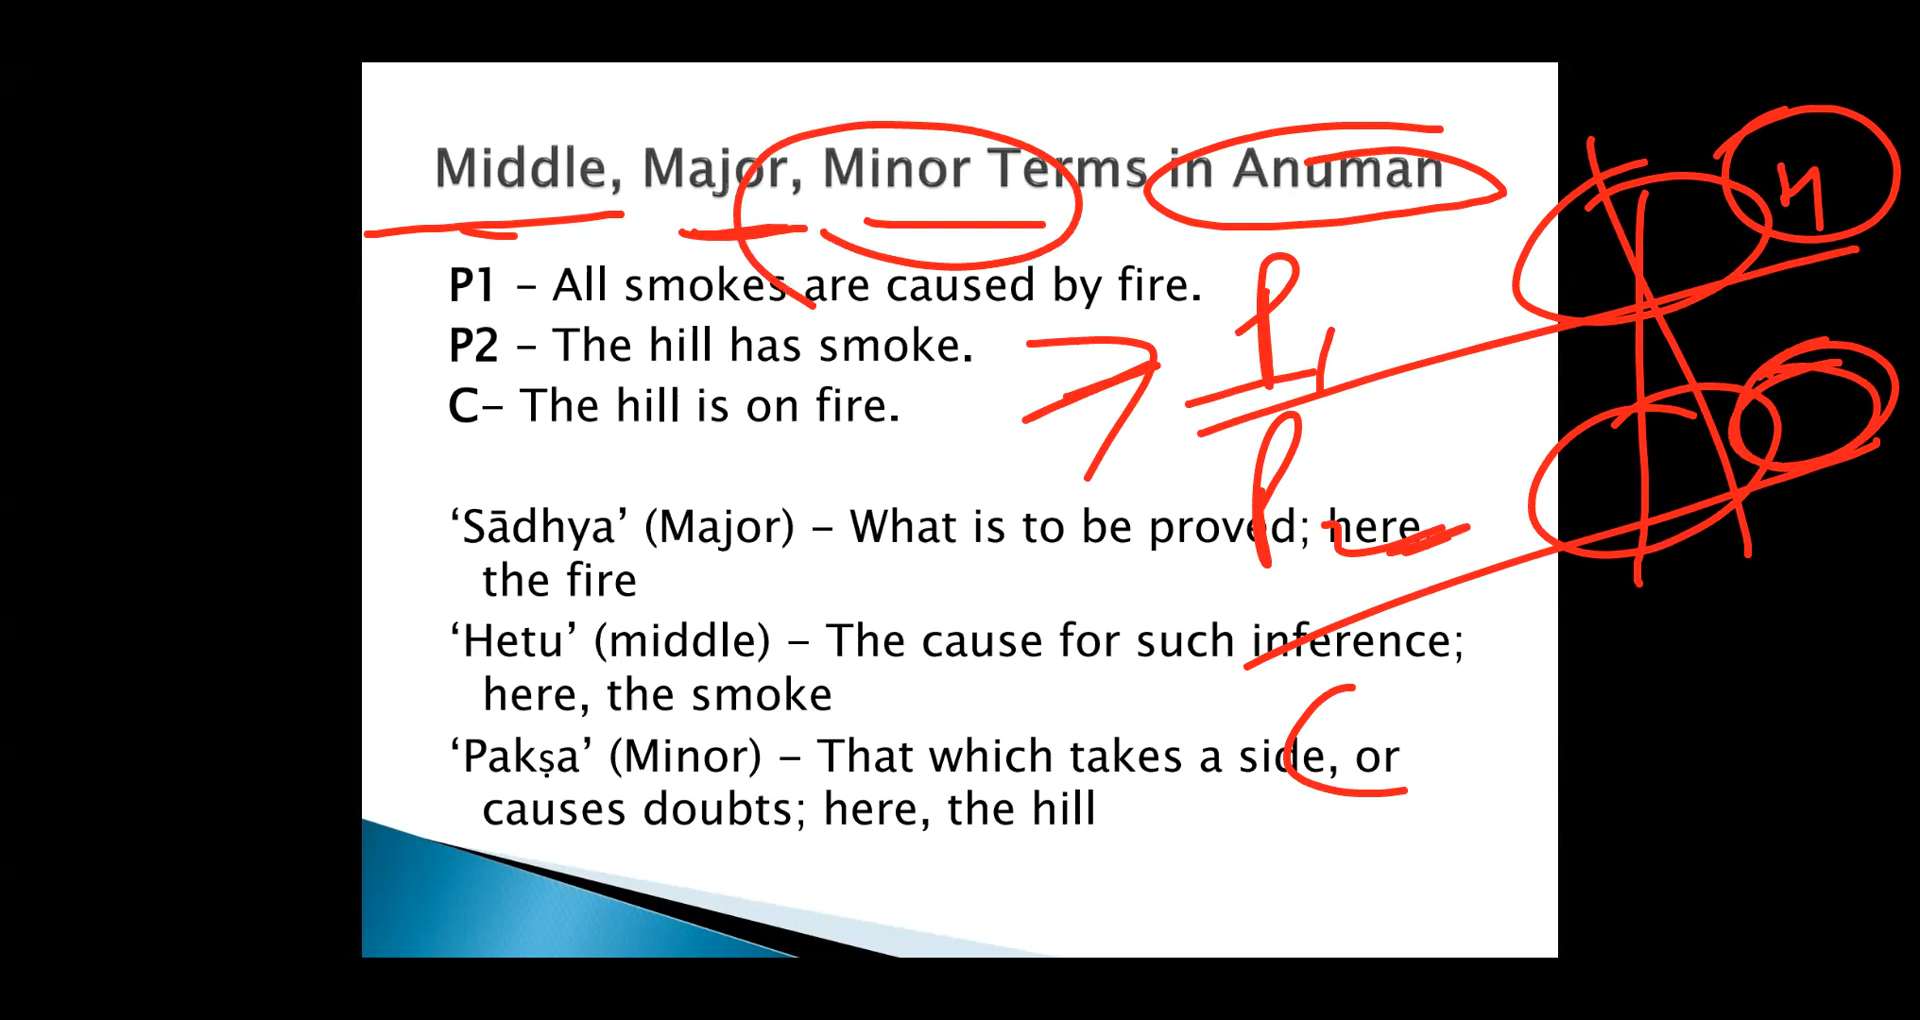 Middle, Major, Minor Terms in Anuman
P1 – All smokes are caused by fire.
P2 – The hill has smoke.
C– The hill is on fire.
‘Sādhya’ (Major) – What is to be proved; here
the fire
‘Hetu’ (middle) – The cause for such inference;
here, the smoke
‘Pakṣa’ (Minor) – That which takes a side, or
causes doubts; here, the hill
P1
P2
C